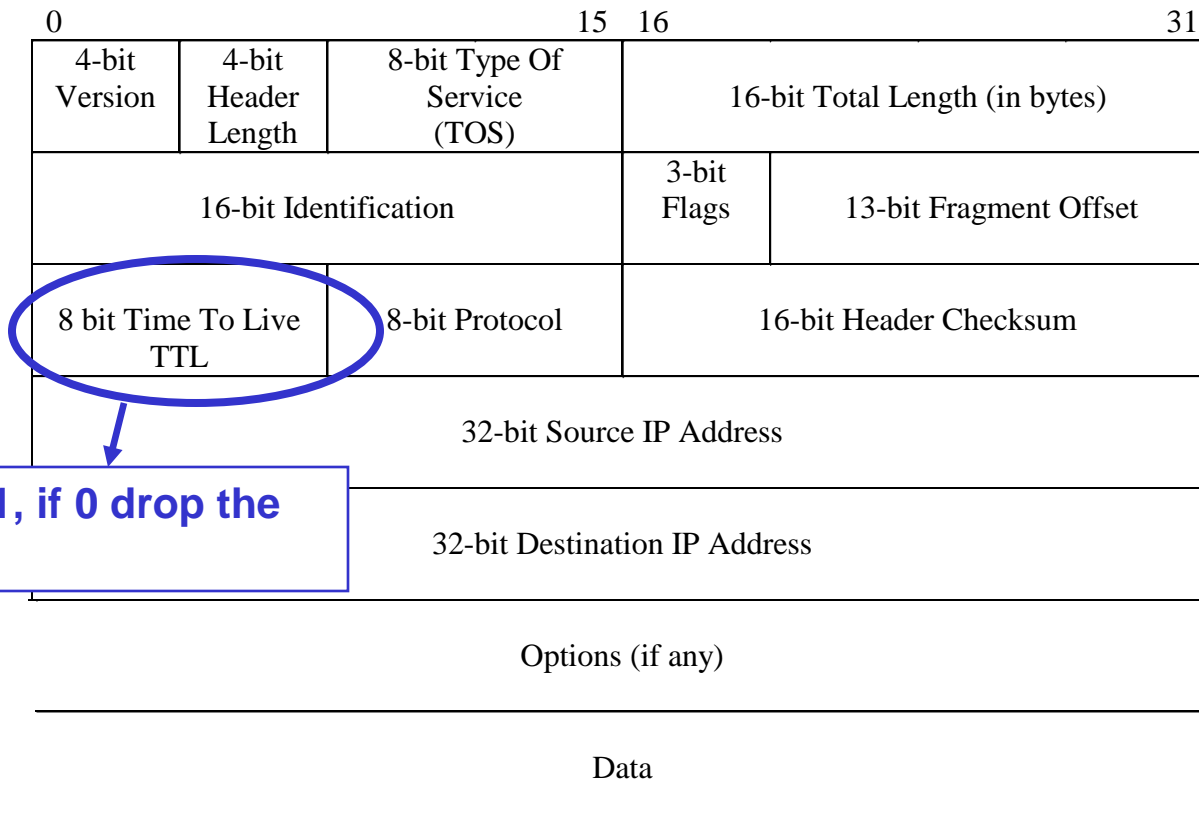 0 15 16 31
4-bit
Version
4-bit
Header
Length
8-bit Type Of
Service
(TOS)
16-bit Total Length (in bytes)
16-bit Identification
3-bit
Flags
13-bit Fragment Offset
8 bit Time To Live
TTL
8-bit Protocol
16-bit Header Checksum
32-bit Source IP Address
, if 0 drop the
32-bit Destination IP Address
Options (if any)
Data